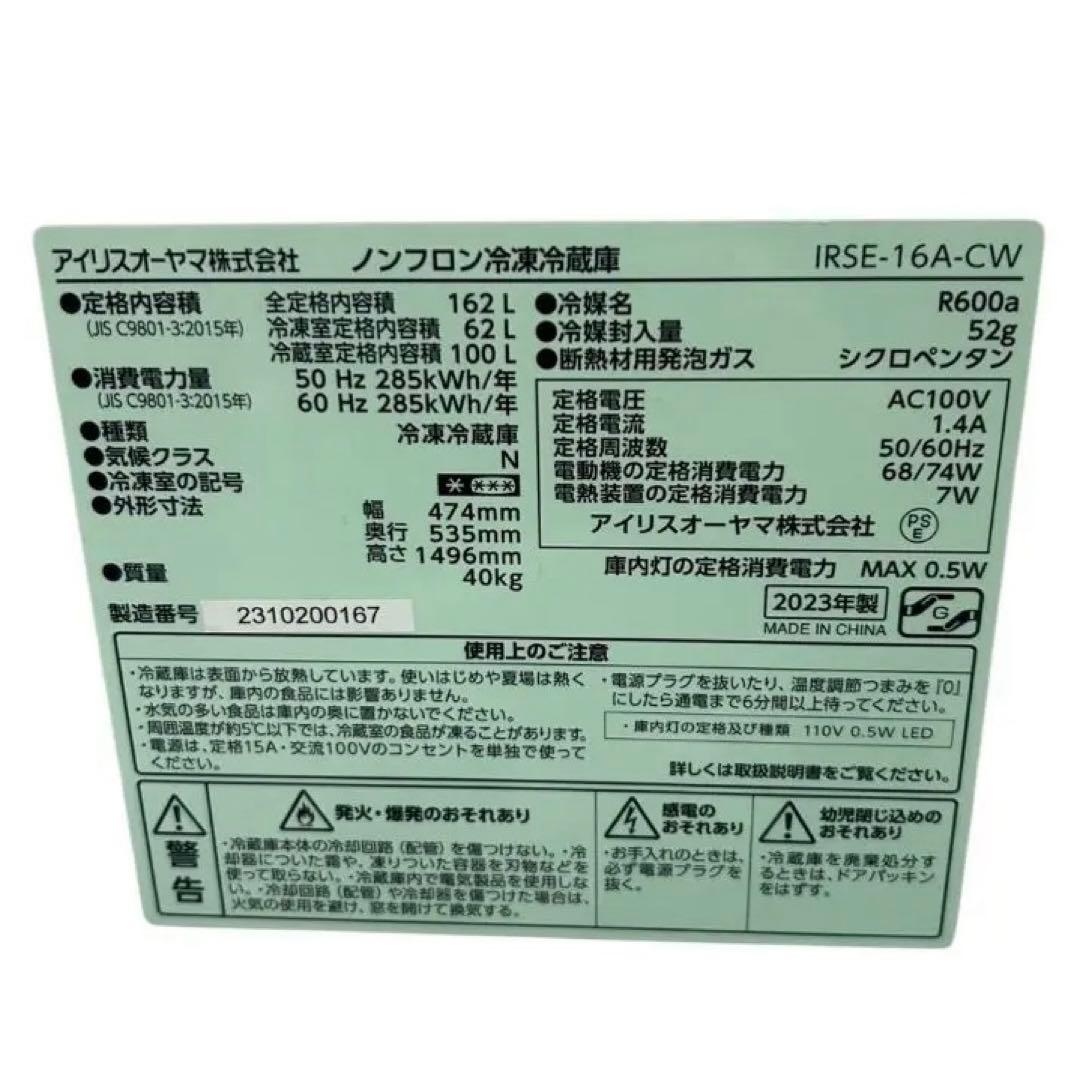 アイリスオーヤマ株式会社 ノンフロン冷凍冷蔵庫 IRSE-16A-CW
●定格内容積 全定格内容積 162 L
(JIS C9801-3:2015年) 冷凍室定格内容積 62 L
冷蔵室定格内容積 100 L
●消費電力量 50 Hz 285kWh/年
(JIS C9801-3:2015年) 60 Hz 285kWh/年
●種類 冷凍冷蔵庫
●気候クラス N
●冷凍室の記号 * ***
●外形寸法 幅 474mm
奥行 535mm
高さ 1496mm
●質量 40kg
製造番号 2310200167
●冷媒名 R600a
●冷媒封入量 52g
●断熱材用発泡ガス シクロペンタン
定格電圧 AC100V
定格電流 1.4A
定格周波数 50/60Hz
電動機の定格消費電力 68/74W
電熱装置の定格消費電力 7W
アイリスオーヤマ株式会社 PSE
庫内灯の定格消費電力 MAX 0.5W
2023年製
MADE IN CHINA
G
使用上のご注意
・冷蔵庫は表面から放熱しています。使いはじめや夏場は熱く
なりますが、庫内の食品には影響ありません。
・水気の多い食品は庫内の奥に置かないでください。
・周囲温度が約5℃以下では、冷蔵室の食品が凍ることがあります。
・電源は、定格15A・交流100Vのコンセントを単独で使って
ください。
・電源プラグを抜いたり、温度調節つまみを『0』
にしたら通電まで6分間以上待ってください。
・庫内灯の定格及び種類 110V 0.5W LED
詳しくは取扱説明書をご覧ください。
警告
発火・爆発のおそれあり
・冷蔵庫本体の冷却回路(配管)を傷つけない。・冷
却器についた霜や、凍りついた容器を刃物などを
使って取らない。・冷蔵庫内で電気製品を使用しな
い。・冷却回路(配管)や冷却器を傷つけた場合は、
火気の使用を避け、窓を開けて換気する。
感電の
おそれあり
・お手入れのときは、
必ず電源プラグを
抜く。
幼児閉じ込めの
おそれあり
・冷蔵庫を廃棄処分す
るときは、ドアパッキン
をはずす。